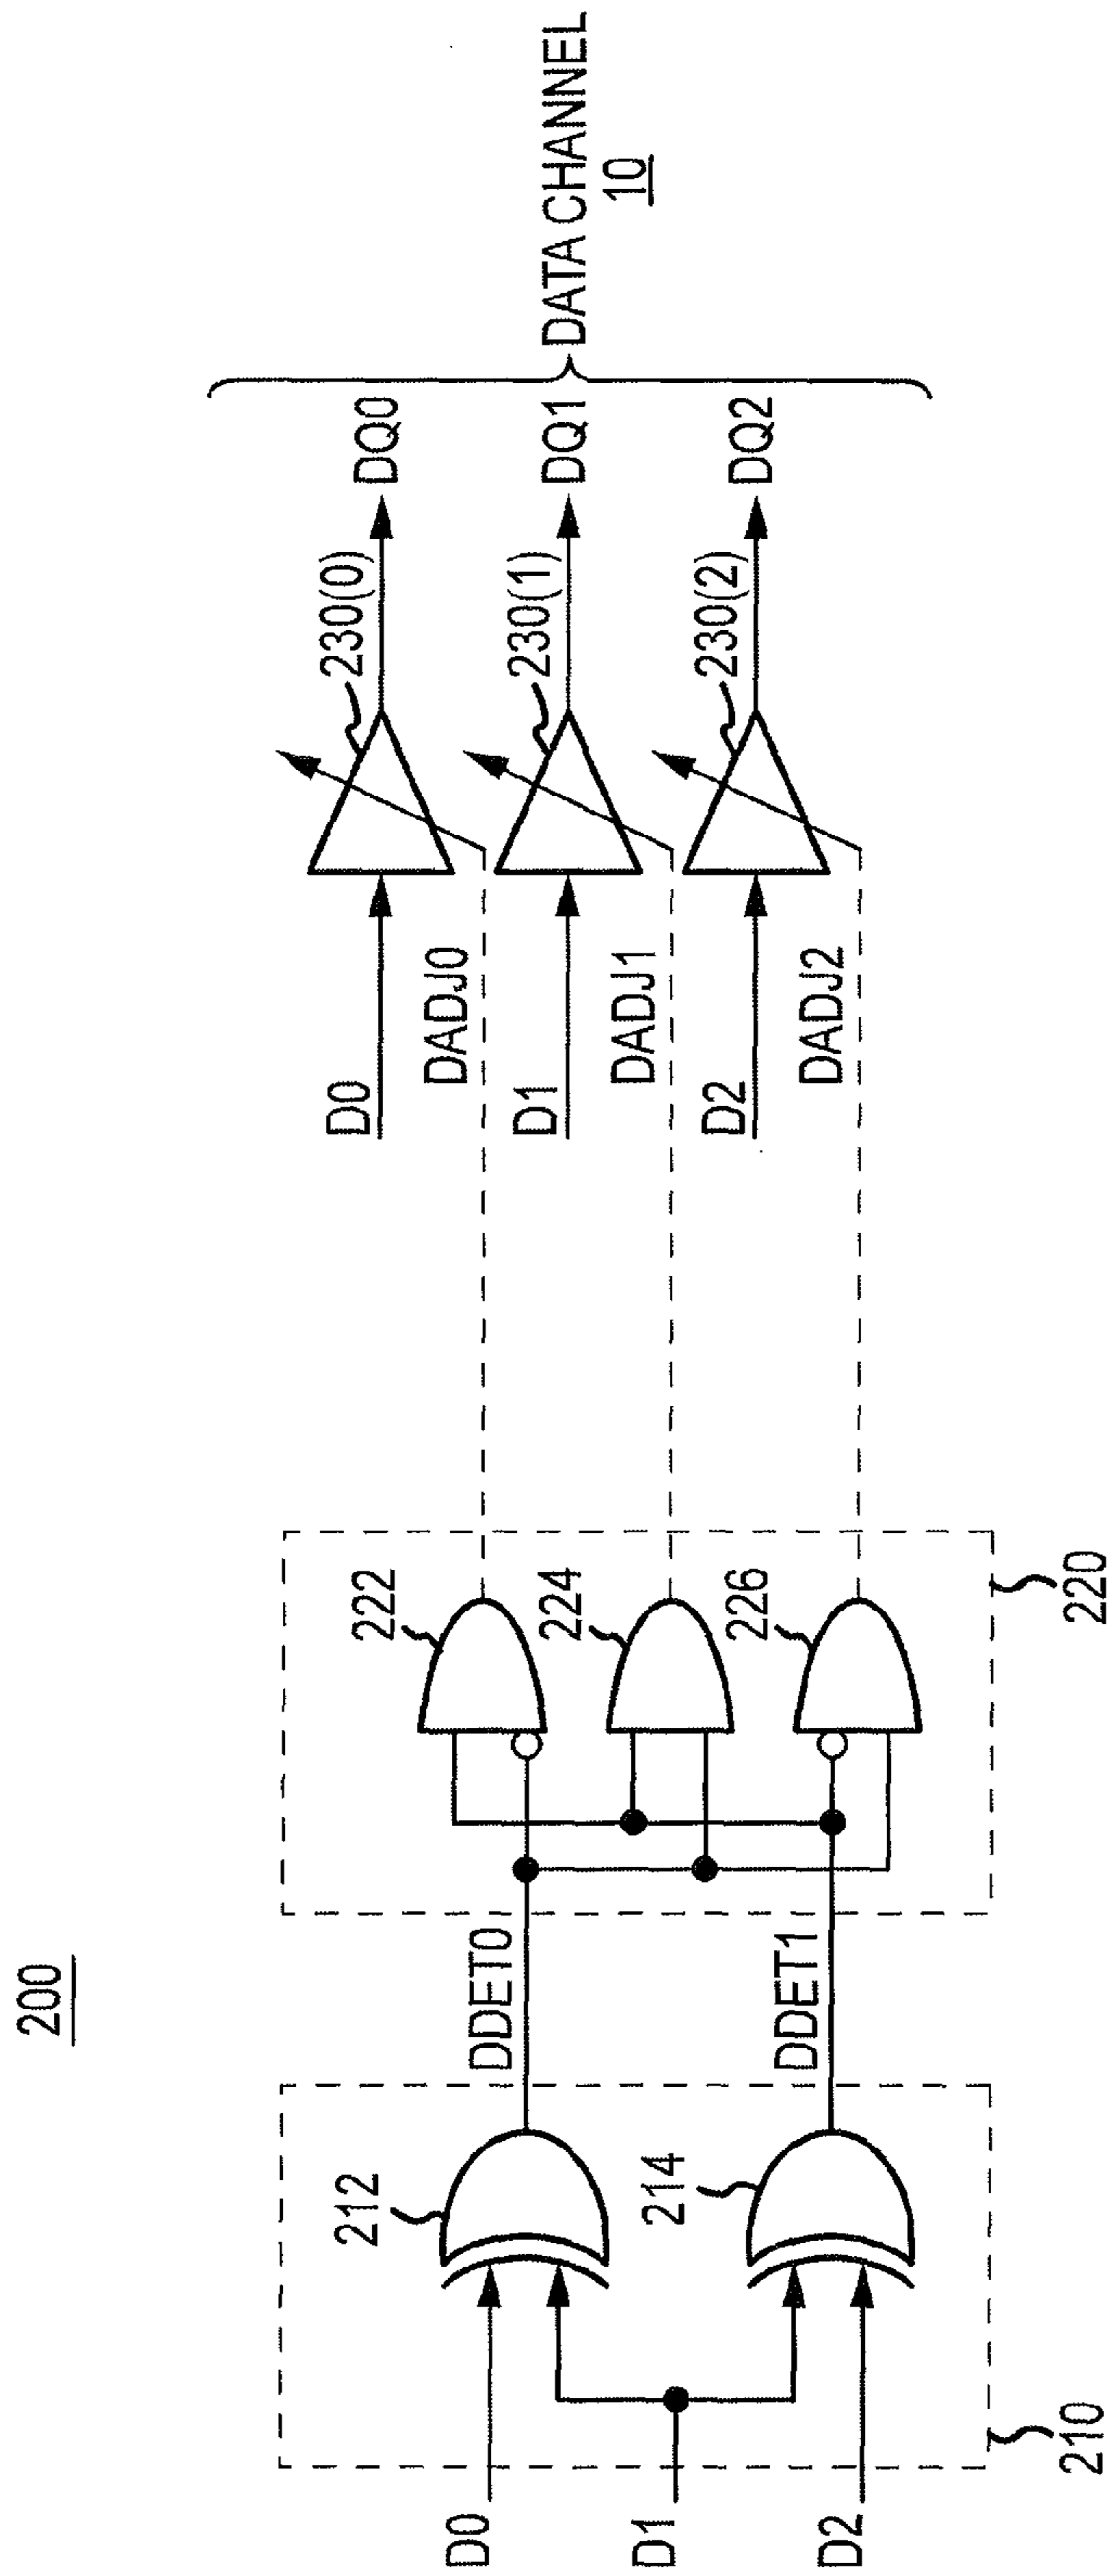 200
D0
D1
D2
210
212
214
DDET0
DDET1
220
222
224
226
DADJ0
DADJ1
DADJ2
D0
D1
D2
230(0)
230(1)
230(2)
DQ0
DQ1
DQ2
DATA CHANNEL
10